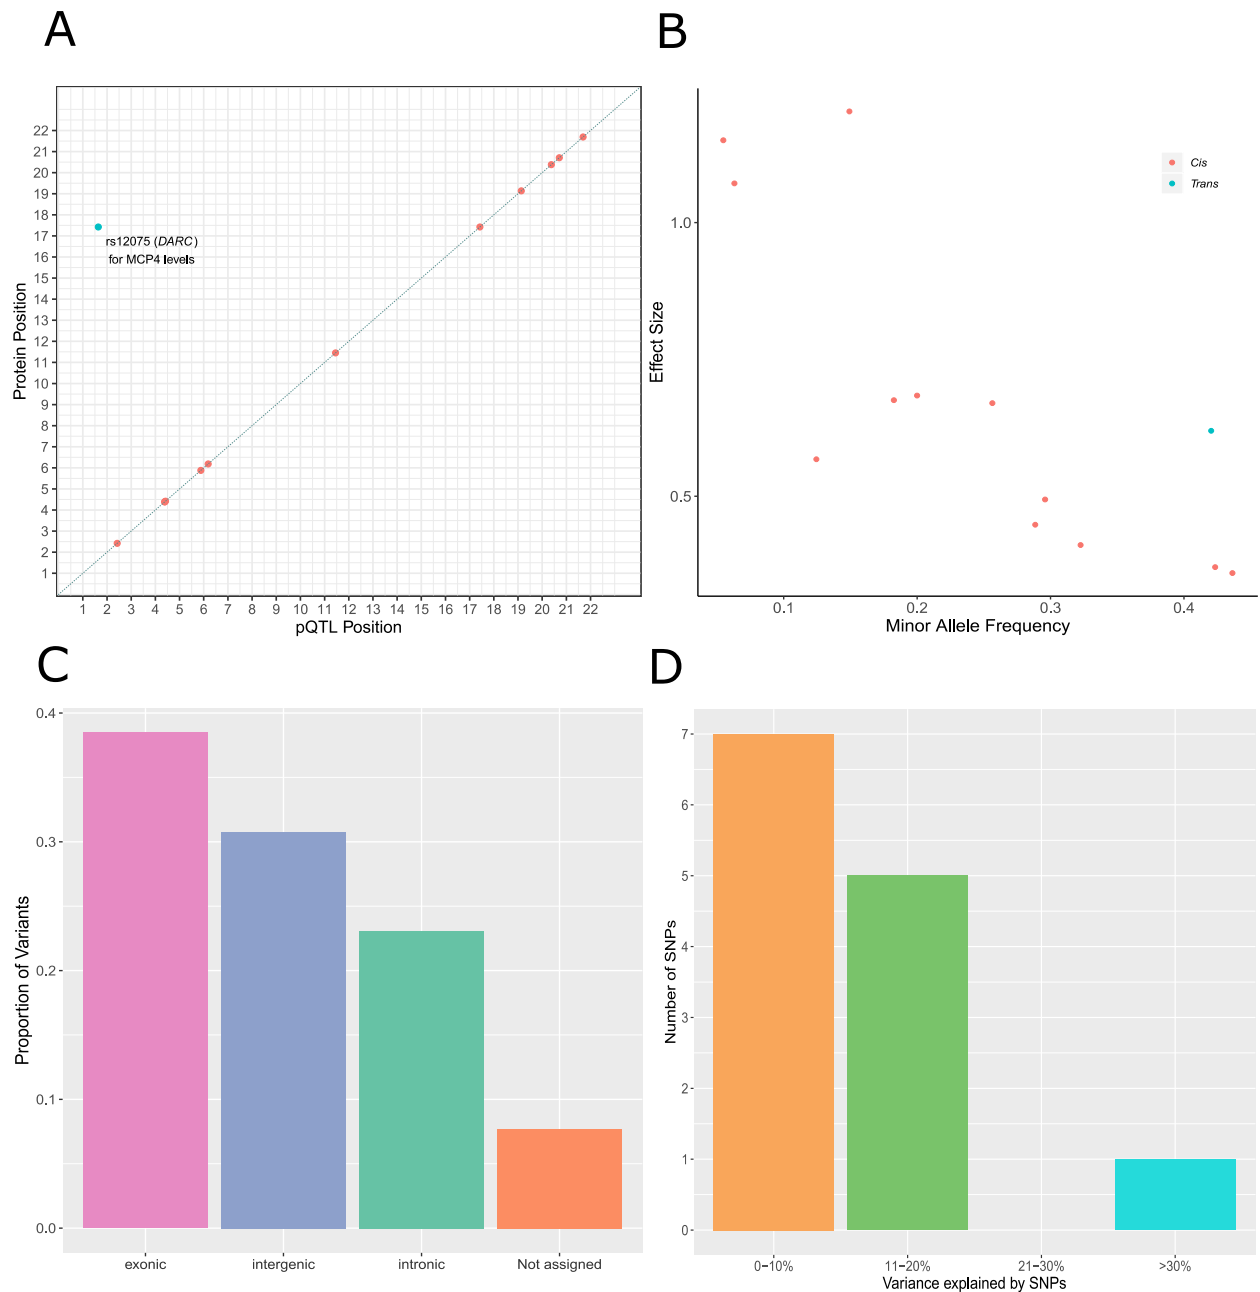 A
22
21
20
19
18
17
16
15
14
13
12
11
10
9
8
7
6
5
4
3
2
1
Protein Position
rs12075 (DARC)
for MCP4 levels
1 2 3 4 5 6 7 8 9 10 11 12 13 14 15 16 17 18 19 20 21 22
pQTL Position
B
1.0
0.5
Effect Size
Cis
Trans
0.1 0.2 0.3 0.4
Minor Allele Frequency
C
0.4
0.3
0.2
0.1
0.0
Proportion of Variants
exonic intergenic intronic Not assigned
D
7
6
5
4
3
2
1
0
Number of SNPs
0−10% 11−20% 21−30% >30%
Variance explained by SNPs